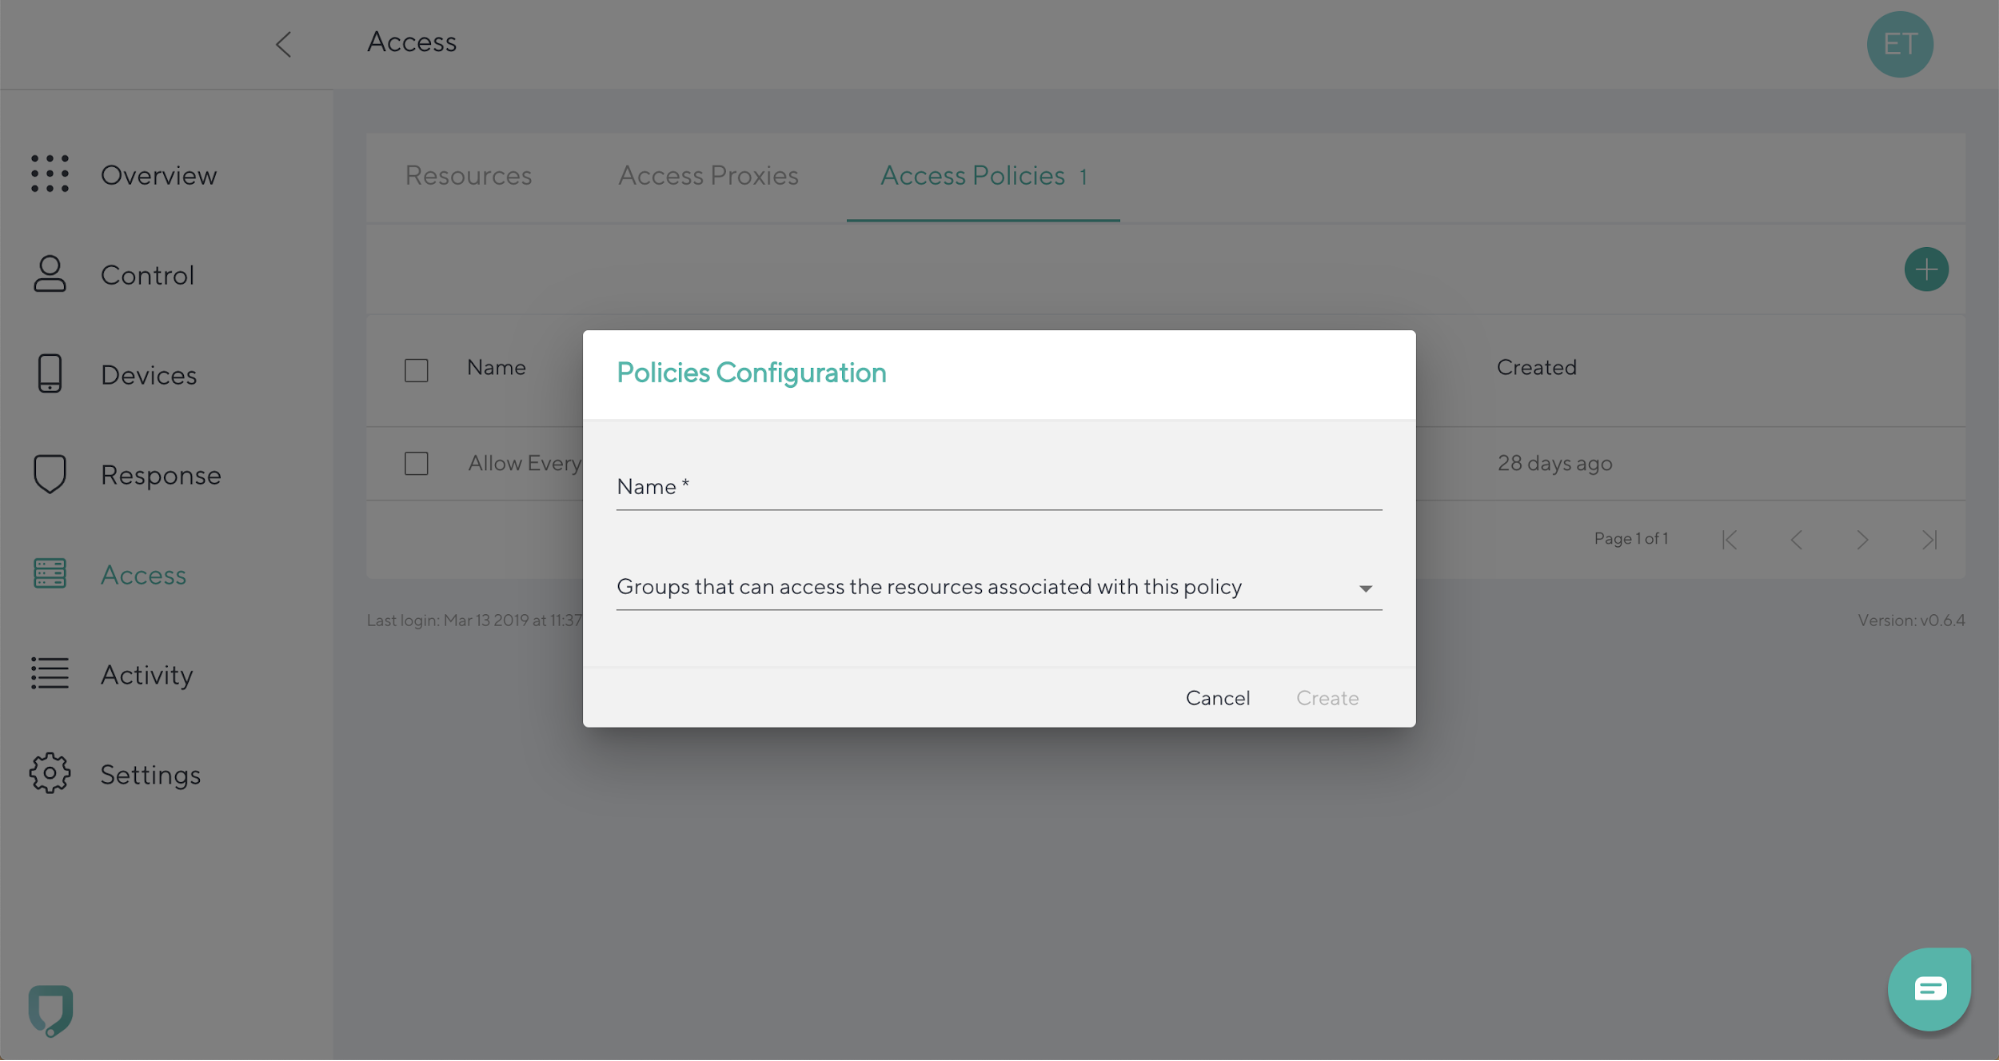 Access
ET
Overview
Control
Devices
Response
Access
Activity
Settings
Resources
Access Proxies
Access Policies 1
Name
Created
Allow Every
28 days ago
Page 1 of 1
Last login: Mar 13 2019 at 11:37
Version: v0.6.4
Policies Configuration
Name *
Groups that can access the resources associated with this policy
Cancel
Create